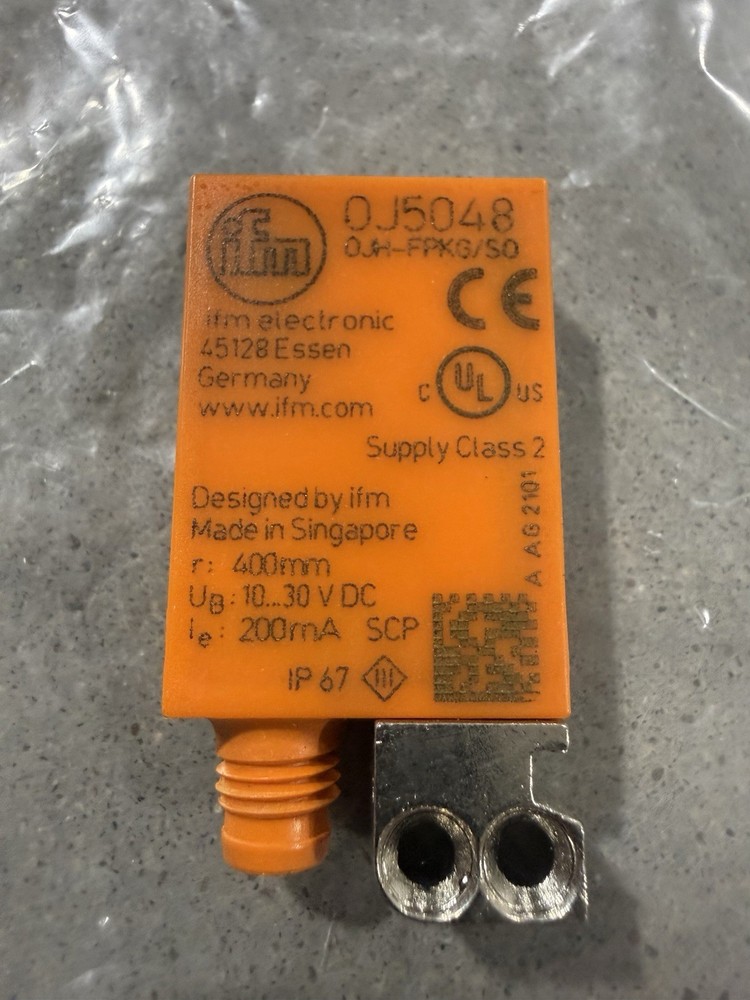 ifm
OJ5048
OJH-FPKG/SO
CE
ifm electronic
45128 Essen
Germany
www.ifm.com
C UL US
Supply Class 2
Designed by ifm
Made in Singapore
r: 400mm
UB: 10...30 V DC
Ie: 200mA SCP
IP 67 III
A AG 2101